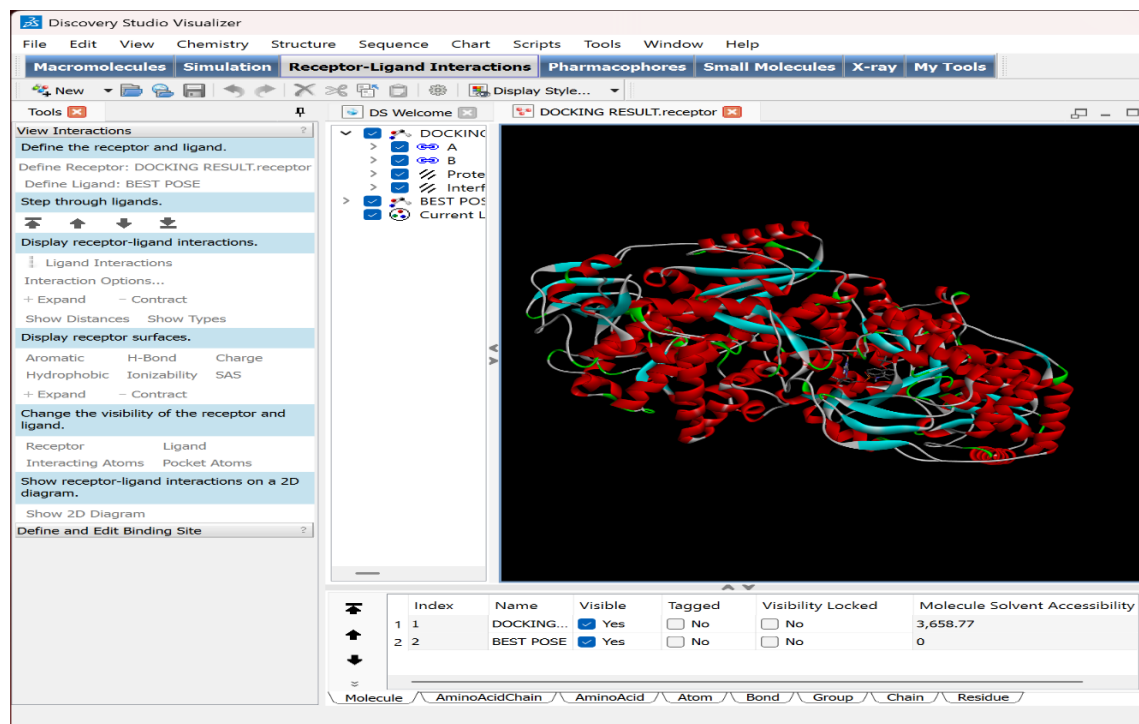 Discovery Studio Visualizer
File Edit View Chemistry Structure Sequence Chart Scripts Tools Window Help
Macromolecules Simulation Receptor-Ligand Interactions Pharmacophores Small Molecules X-ray My Tools
New Display Style...
Tools
View Interactions ?
Define the receptor and ligand.
Define Receptor: DOCKING RESULT.receptor
Define Ligand: BEST POSE
Step through ligands.
Display receptor-ligand interactions.
Ligand Interactions
Interaction Options...
+ Expand − Contract
Show Distances Show Types
Display receptor surfaces.
Aromatic H-Bond Charge
Hydrophobic Ionizability SAS
+ Expand − Contract
Change the visibility of the receptor and
ligand.
Receptor Ligand
Interacting Atoms Pocket Atoms
Show receptor-ligand interactions on a 2D
diagram.
Show 2D Diagram
Define and Edit Binding Site ?
DS Welcome DOCKING RESULT.receptor
DOCKING
A
B
Prote
Interf
BEST POS
Current L
Index Name Visible Tagged Visibility Locked Molecule Solvent Accessibility
1 1 DOCKING... Yes No No 3,658.77
2 2 BEST POSE Yes No No 0
Molecule AminoAcidChain AminoAcid Atom Bond Group Chain Residue